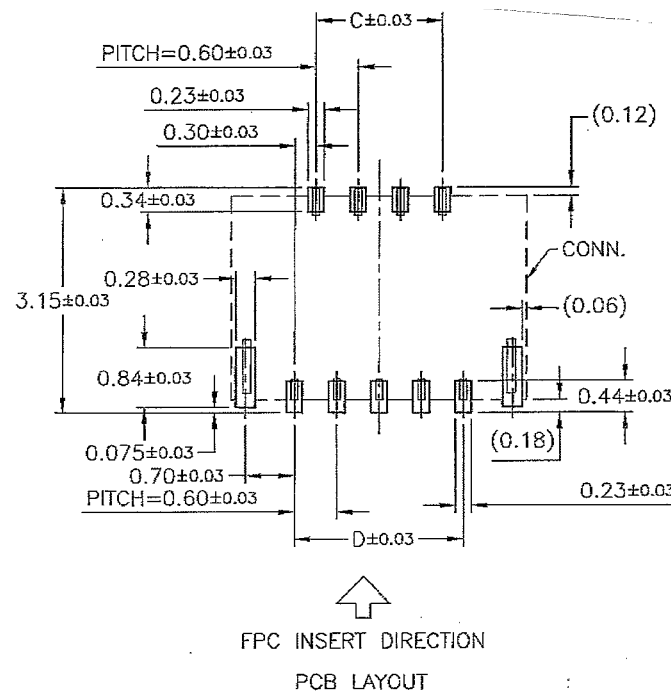 C±0.03
PITCH=0.60±0.03
0.23±0.03
(0.12)
0.30±0.03
0.34±0.03
CONN.
0.28±0.03
3.15±0.03
(0.06)
0.84±0.03
0.44±0.03
0.075±0.03
(0.18)
0.70±0.03
PITCH=0.60±0.03
0.23±0.03
D±0.03
FPC INSERT DIRECTION
PCB LAYOUT